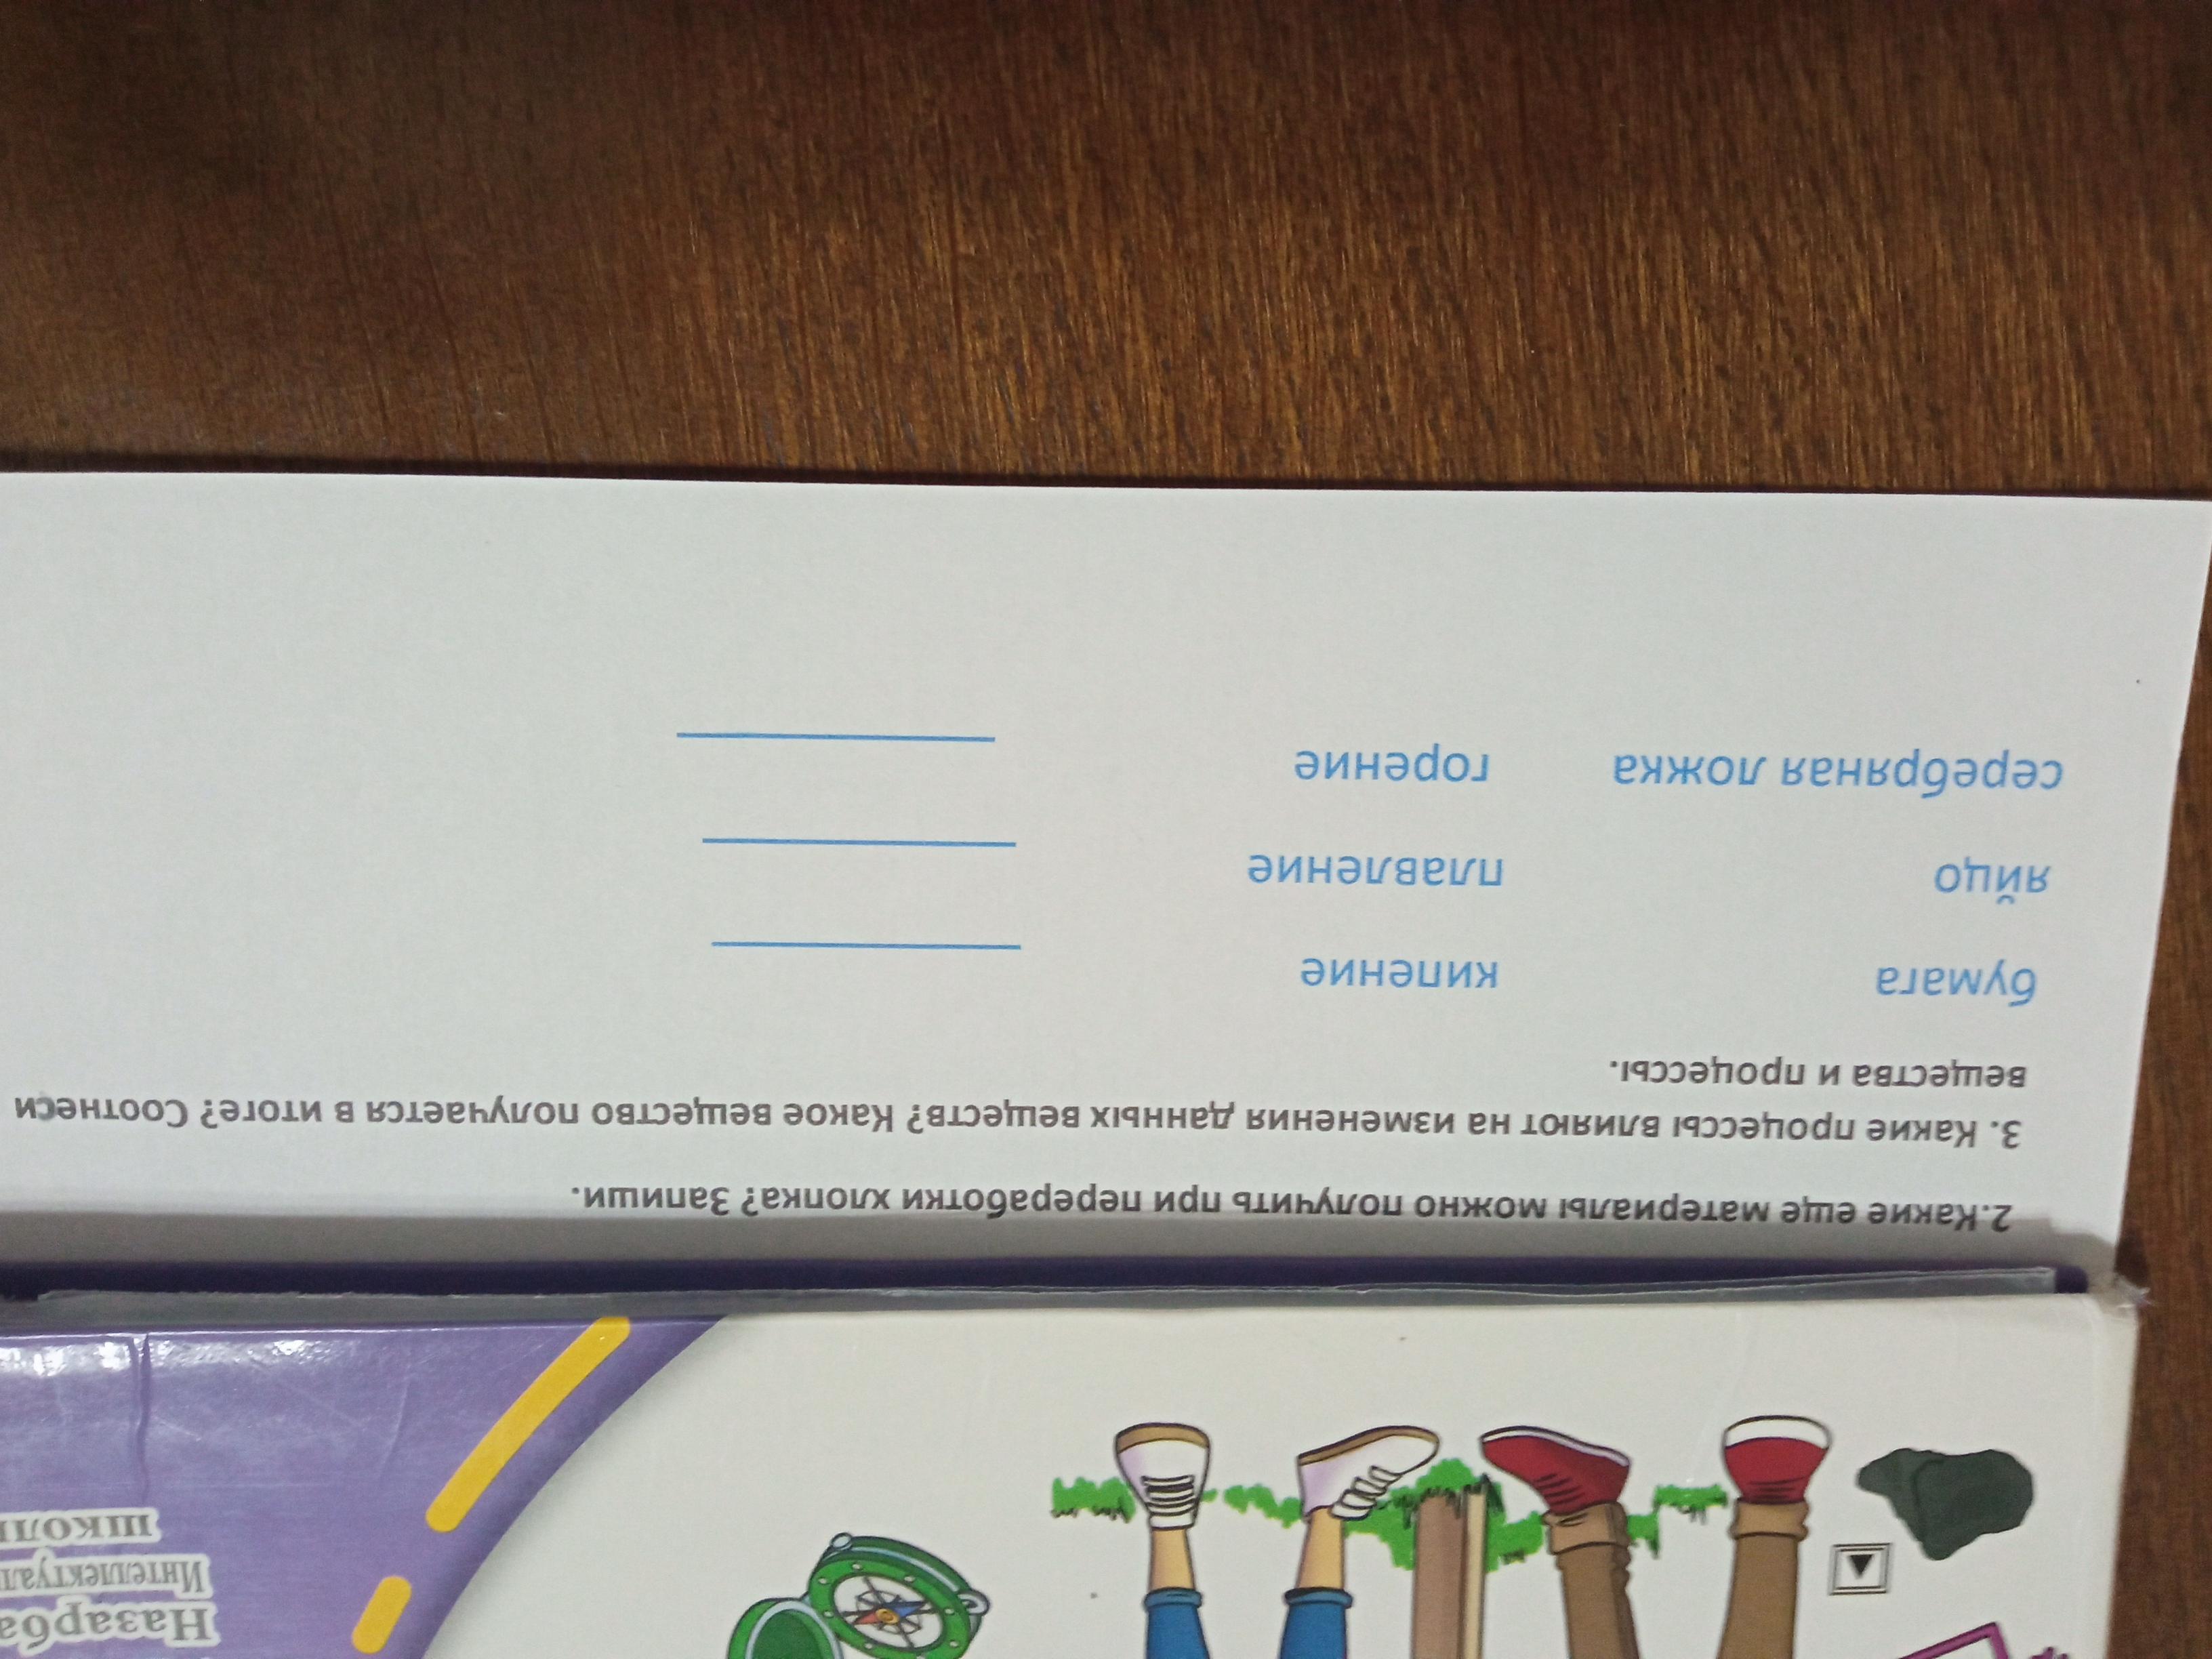 2.Какие еще материалы можно получить при переработки хлопка? Запиши.
3. Какие процессы влияют на изменения данных веществ? Какое вещество получается в итоге? Соотнеси
вещества и процессы.
бумага кипение
яйцо плавление
серебряная ложка горение